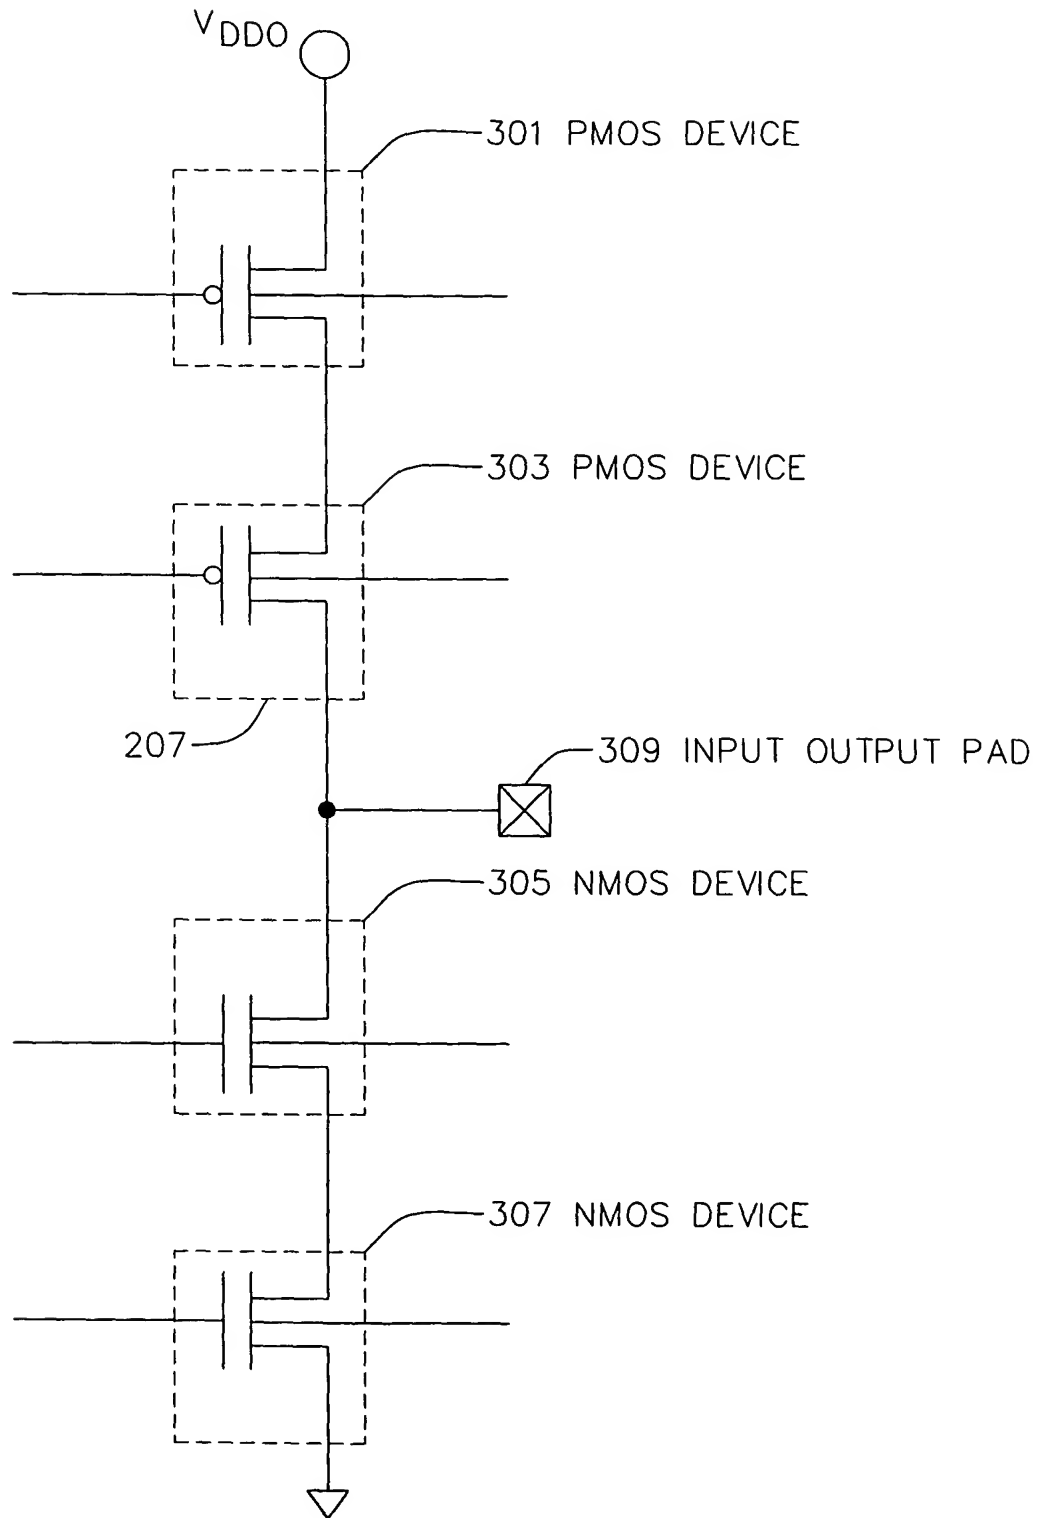 VDDO
301 PMOS DEVICE
303 PMOS DEVICE
207
309 INPUT OUTPUT PAD
305 NMOS DEVICE
307 NMOS DEVICE